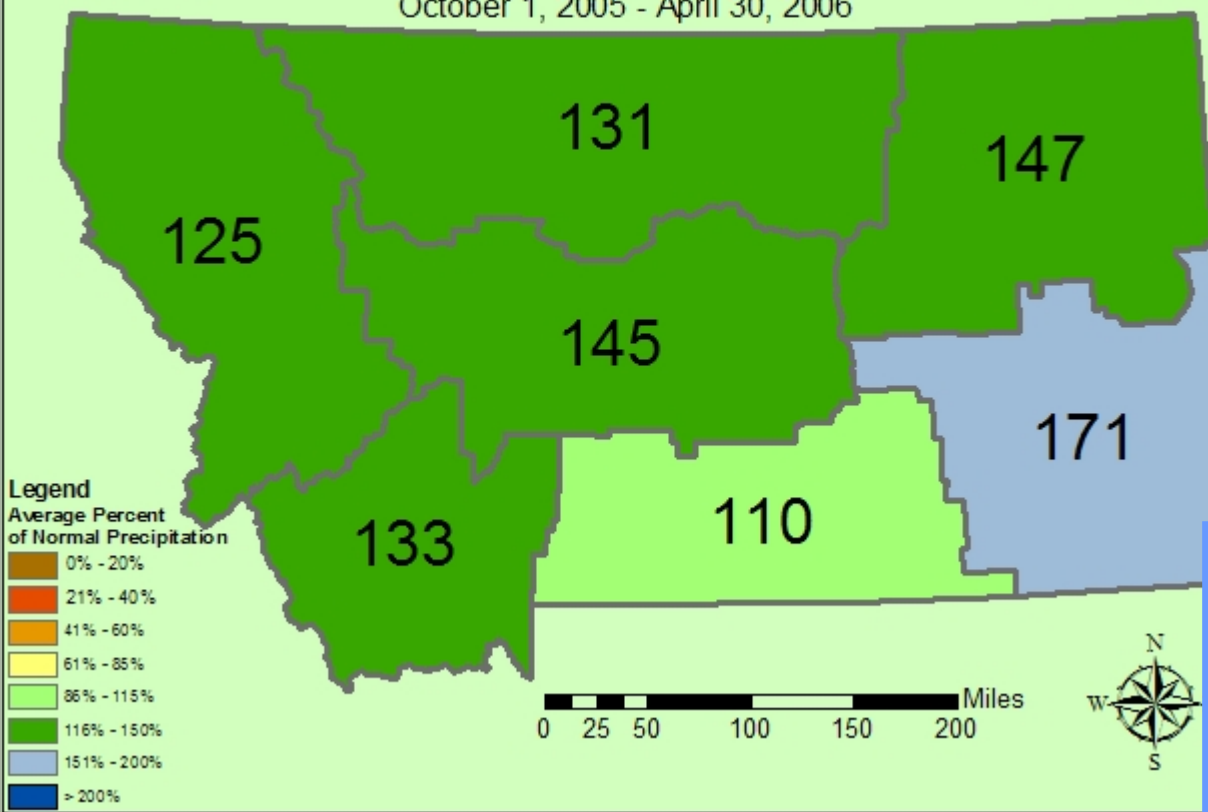 October 1, 2005 - April 30, 2006
131
147
125
145
171
133
110
Legend
Average Percent
of Normal Precipitation
0% - 20%
21% - 40%
41% - 60%
61% - 85%
86% - 115%
116% - 150%
151% - 200%
> 200%
Miles
0 25 50 100 150 200
N
W
S